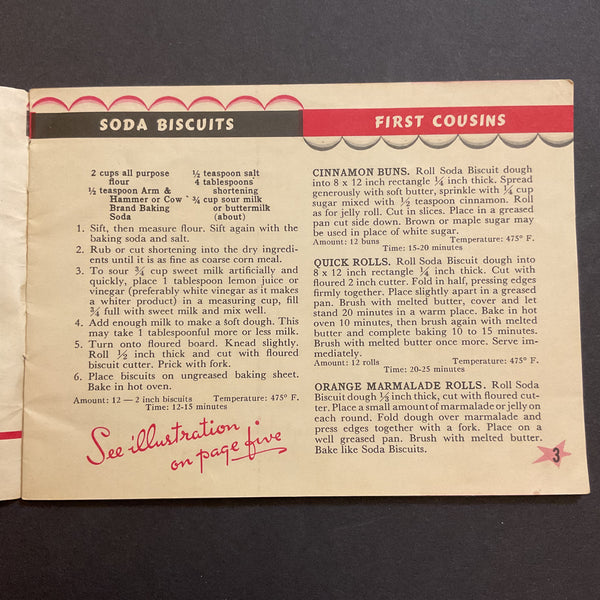 SODA BISCUITS
2 cups all purpose
flour
½ teaspoon Arm &
Hammer or Cow
Brand Baking
Soda
½ teaspoon salt
4 tablespoons
shortening
¾ cup sour milk
or buttermilk
(about)
1. Sift, then measure flour. Sift again with the
baking soda and salt.
2. Rub or cut shortening into the dry ingredi-
ents until it is as fine as coarse corn meal.
3. To sour ¾ cup sweet milk artificially and
quickly, place 1 tablespoon lemon juice or
vinegar (preferably white vinegar as it makes
a whiter product) in a measuring cup, fill
¾ full with sweet milk and mix well.
4. Add enough milk to make a soft dough. This
may take 1 tablespoonful more or less milk.
5. Turn onto floured board. Knead slightly.
Roll ½ inch thick and cut with floured
biscuit cutter. Prick with fork.
6. Place biscuits on ungreased baking sheet.
Bake in hot oven.
Amount: 12 — 2 inch biscuits Temperature: 475° F.
Time: 12-15 minutes
See illustration
on page five
FIRST COUSINS
CINNAMON BUNS. Roll Soda Biscuit dough
into 8 x 12 inch rectangle ¼ inch thick. Spread
generously with soft butter, sprinkle with ¼ cup
sugar mixed with ½ teaspoon cinnamon. Roll
as for jelly roll. Cut in slices. Place in a greased
pan cut side down. Brown or maple sugar may
be used in place of white sugar.
Amount: 12 buns Temperature: 475° F.
Time: 15-20 minutes
QUICK ROLLS. Roll Soda Biscuit dough into
8 x 12 inch rectangle ¼ inch thick. Cut with
floured 2 inch cutter. Fold in half, pressing edges
firmly together. Place slightly apart in a greased
pan. Brush with melted butter, cover and let
stand 20 minutes in a warm place. Bake in hot
oven 10 minutes, then brush again with melted
butter and complete baking 10 to 15 minutes.
Brush with melted butter once more. Serve im-
mediately.
Amount: 12 rolls Temperature: 475° F.
Time: 20-25 minutes
ORANGE MARMALADE ROLLS. Roll Soda
Biscuit dough ⅓ inch thick, cut with floured cut-
ter. Place a small amount of marmalade or jelly on
each round. Fold dough over marmalade and
press edges together with a fork. Place on a
well greased pan. Brush with melted butter.
Bake like Soda Biscuits.
3